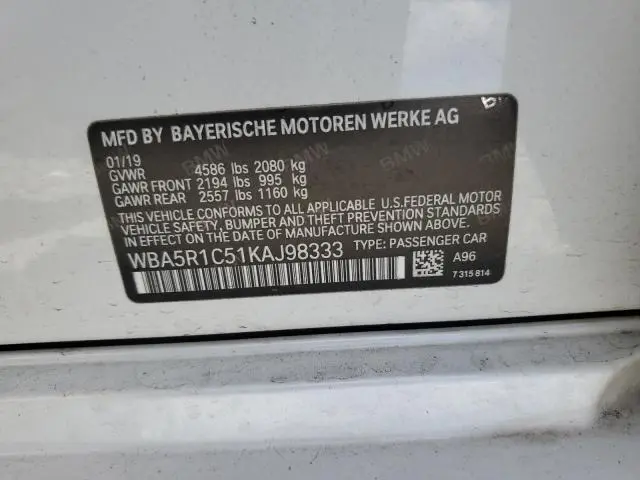 MFD BY BAYERISCHE MOTOREN WERKE AG
01/19
GVWR 4586 lbs 2080 kg
GAWR FRONT 2194 lbs 995 kg
GAWR REAR 2557 lbs 1160 kg
THIS VEHICLE CONFORMS TO ALL APPLICABLE U.S.FEDERAL MOTOR
VEHICLE SAFETY, BUMPER, AND THEFT PREVENTION STANDARDS
IN EFFECT ON THE DATE OF MANUFACTURE SHOWN ABOVE.
WBA5R1C51KAJ98333 TYPE: PASSENGER CAR
A96
7 315 814